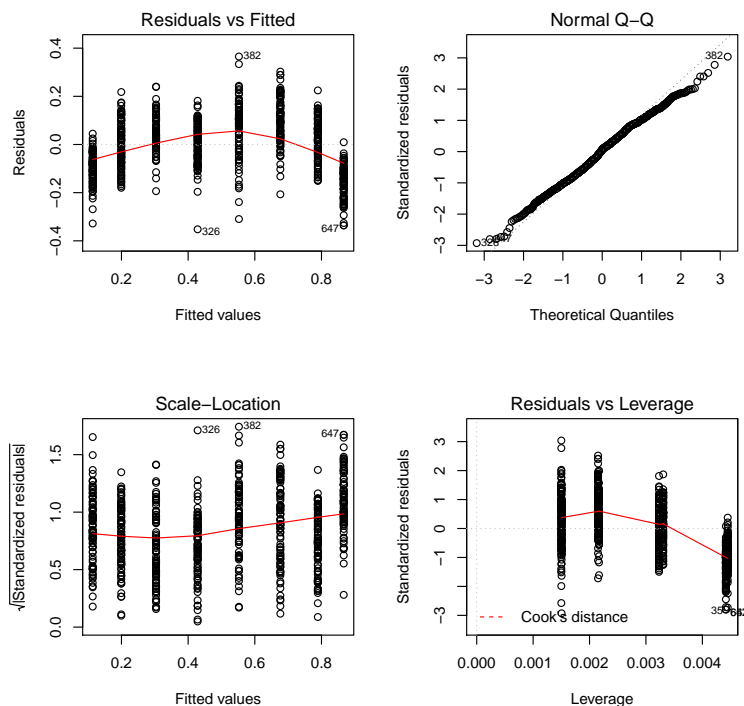 Residuals vs Fitted
Residuals
0.4
0.2
0.0
−0.2
−0.4
382
326
647
0.2 0.4 0.6 0.8
Fitted values
Normal Q−Q
Standardized residuals
3
2
1
0
−1
−2
−3
382
−3 −2 −1 0 1 2 3
Theoretical Quantiles
Scale−Location
√|Standardized residuals|
1.5
1.0
0.5
0.0
326
382
647
0.2 0.4 0.6 0.8
Fitted values
Residuals vs Leverage
Standardized residuals
3
2
1
0
−1
−3
Cook's distance
0.000 0.001 0.002 0.003 0.004
Leverage